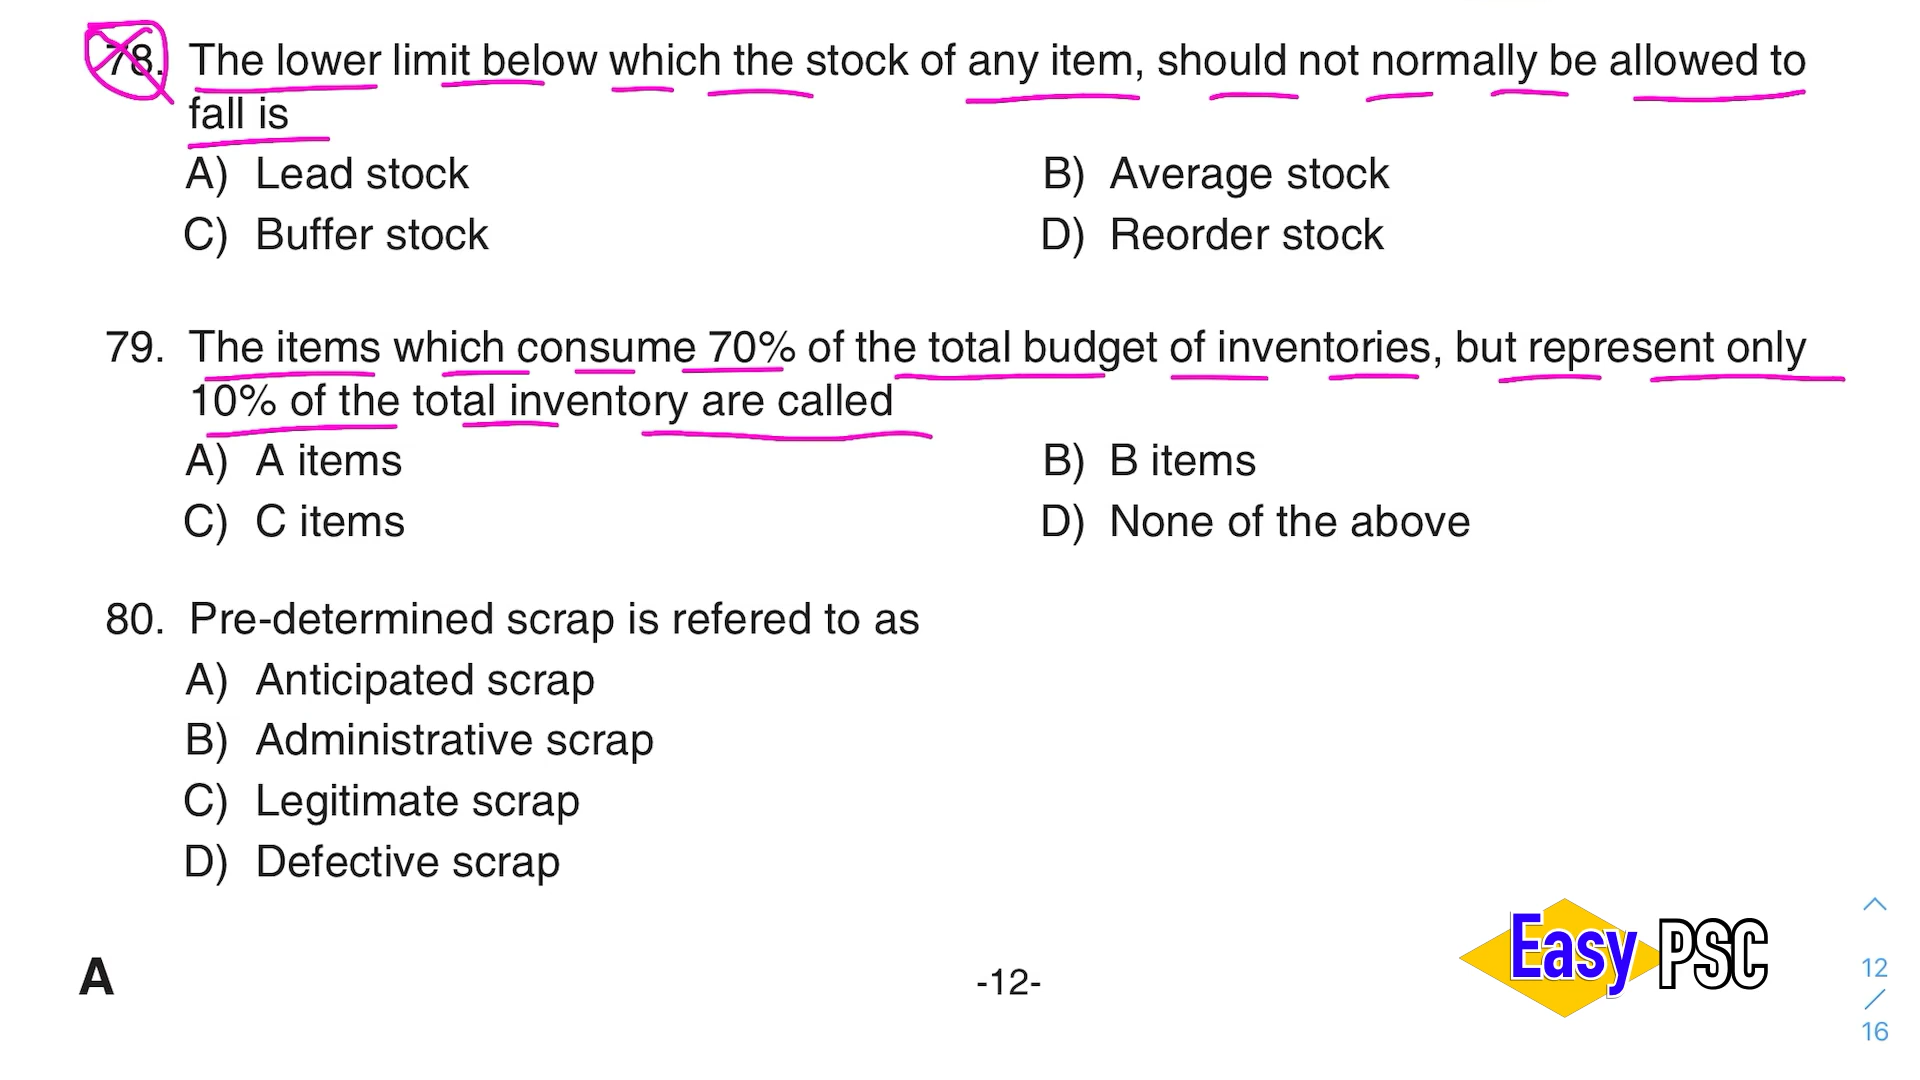 78. The lower limit below which the stock of any item, should not normally be allowed to
fall is
A) Lead stock B) Average stock
C) Buffer stock D) Reorder stock
79. The items which consume 70% of the total budget of inventories, but represent only
10% of the total inventory are called
A) A items B) B items
C) C items D) None of the above
80. Pre-determined scrap is refered to as
A) Anticipated scrap
B) Administrative scrap
C) Legitimate scrap
D) Defective scrap
A -12- Easy PSC
12
/
16